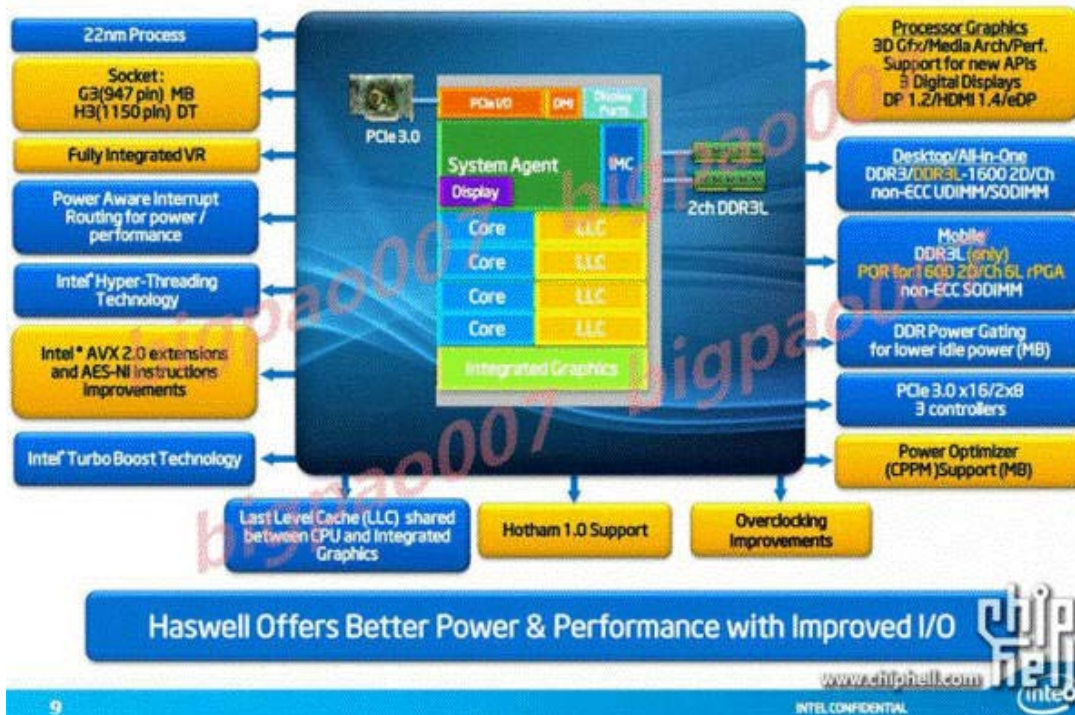 22nm Process
Socket:
G3(947 pin) MB
H3(1150 pin) DT
Fully Integrated VR
Power Aware Interrupt
Routing for power /
performance
Intel® Hyper-Threading
Technology
Intel® AVX 2.0 extensions
and AES-NI instructions
Improvements
Intel® Turbo Boost Technology
PCIe 3.0
PCIe I/O
DMI
Display
Ports
System Agent
IMC
Display
2ch DDR3L
Core
LLC
Core
LLC
Core
LLC
Core
LLC
Integrated Graphics
Processor Graphics
3D Gfx/Media Arch/Perf.
Support for new APIs
3 Digital Displays
DP 1.2/HDMI 1.4/eDP
Desktop/All-in-One
DDR3/DDR3L-1600 2D/Ch
non-ECC UDIMM/SODIMM
Mobile
DDR3L (only)
POR for1600 2D/Ch 6L rPGA
non-ECC SODIMM
DDR Power Gating
for lower idle power (MB)
PCIe 3.0 x16/2x8
3 controllers
Power Optimizer
(CPPM )Support (MB)
Last Level Cache (LLC) shared
between CPU and Integrated
Graphics
Hotham 1.0 Support
Overclocking
Improvements
bigpao007
bigpao007
bigpao007
bigpao007
Haswell Offers Better Power & Performance with Improved I/O
chip
hell
www.chiphell.com
9
INTEL CONFIDENTIAL
intel